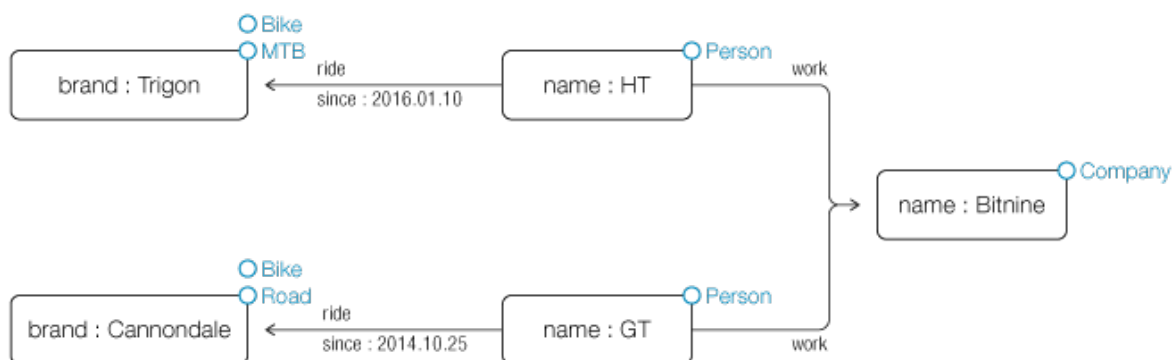 Bike
MTB
brand : Trigon
ride
since : 2016.01.10
Person
name : HT
work
Company
name : Bitnine
Bike
Road
brand : Cannondale
ride
since : 2014.10.25
Person
name : GT
work